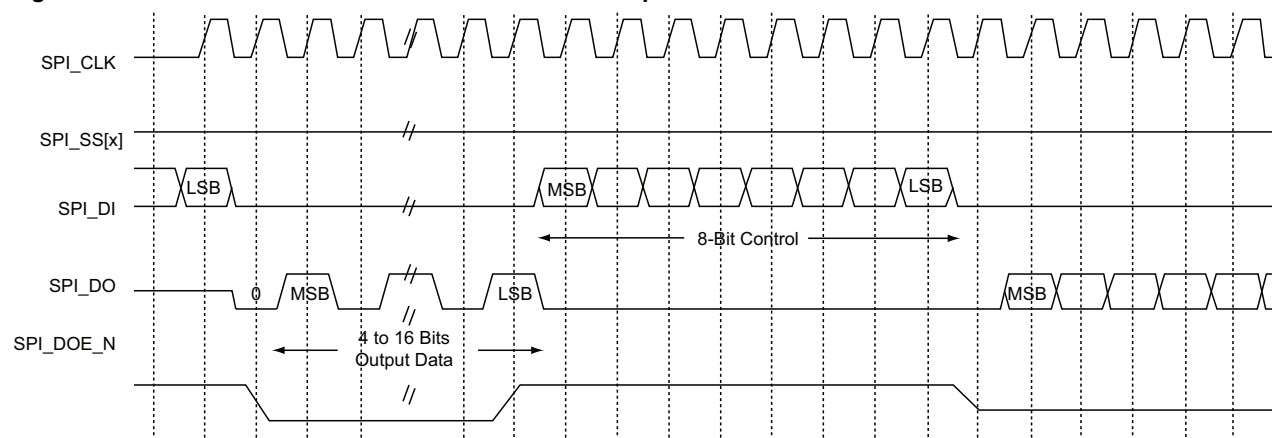 SPI_CLK
SPI_SS[x]
LSB
MSB
LSB
SPI_DI
8-Bit Control
SPI_DO
0
MSB
LSB
MSB
SPI_DOE_N
4 to 16 Bits
Output Data